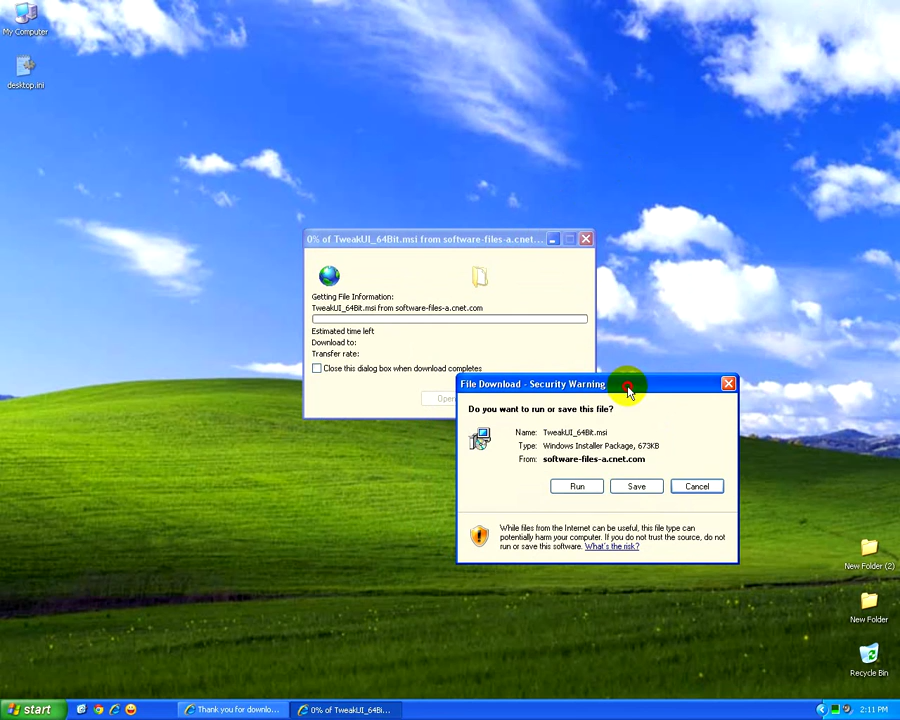 My Computer
desktop.ini
0% of TweakUI_64Bit.msi from software-files-a.cnet...
Getting File Information:
TweakUI_64Bit.msi from software-files-a.cnet.com
Estimated time left
Download to:
Transfer rate:
Close this dialog box when download completes
Open
File Download - Security Warning
Do you want to run or save this file?
Name: TweakUI_64Bit.msi
Type: Windows Installer Package, 673KB
From: software-files-a.cnet.com
Run Save Cancel
While files from the Internet can be useful, this file type can
potentially harm your computer. If you do not trust the source, do not
run or save this software. What's the risk?
New Folder (2)
New Folder
Recycle Bin
start Thank you for downlo... 0% of TweakUI_64Bi... 2:11 PM